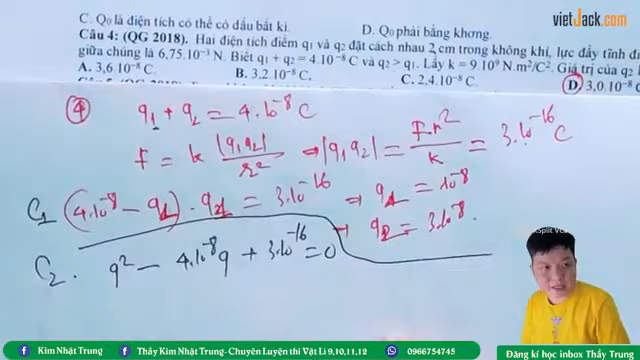 vietJack.com
C. Q₀ là điện tích có thể có dấu bất kì. D. Q₀ phải bằng không.
Câu 4: (QG 2018). Hai điện tích điểm q₁ và q₂ đặt cách nhau 2 cm trong không khí, lực đẩy tĩnh đi
giữa chúng là 6,75.10⁻³ N. Biết q₁ + q₂ = 4.10⁻⁸ C và q₂ > q₁. Lấy k = 9.10⁹ N.m²/C². Giá trị của q₂ l
A. 3,6.10⁻⁸ C. B. 3,2.10⁻⁸ C. C. 2,4.10⁻⁸ C. D. 3,0.10⁻⁸ C
④ q₁ + q₂ = 4.10⁻⁸ C
F = k |q₁q₂|/r² → |q₁q₂| = Fr²/k = 3.10⁻¹⁶ C
C₁ (4.10⁻⁸ − q₁) . q₁ = 3.10⁻¹⁶ → q₁ = 10⁻⁸
→ q₂ = 3.10⁻⁸.
C₂. q² − 4.10⁻⁸q + 3.10⁻¹⁶ = 0
Kim Nhật Trung
Thầy Kim Nhật Trung- Chuyên Luyện thi Vật Lí 9,10,11,12
0966754745
Đăng kí học inbox Thầy Trung